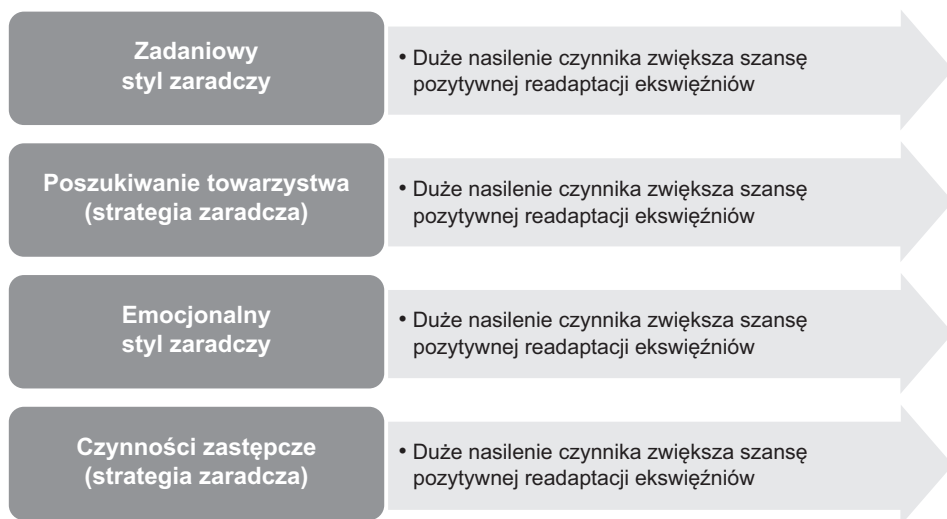 Zadaniowy
styl zaradczy
• Duże nasilenie czynnika zwiększa szansę
pozytywnej readaptacji ekswięźniów
Poszukiwanie towarzystwa
(strategia zaradcza)
• Duże nasilenie czynnika zwiększa szansę
pozytywnej readaptacji ekswięźniów
Emocjonalny
styl zaradczy
• Duże nasilenie czynnika zwiększa szansę
pozytywnej readaptacji ekswięźniów
Czynności zastępcze
(strategia zaradcza)
• Duże nasilenie czynnika zwiększa szansę
pozytywnej readaptacji ekswięźniów